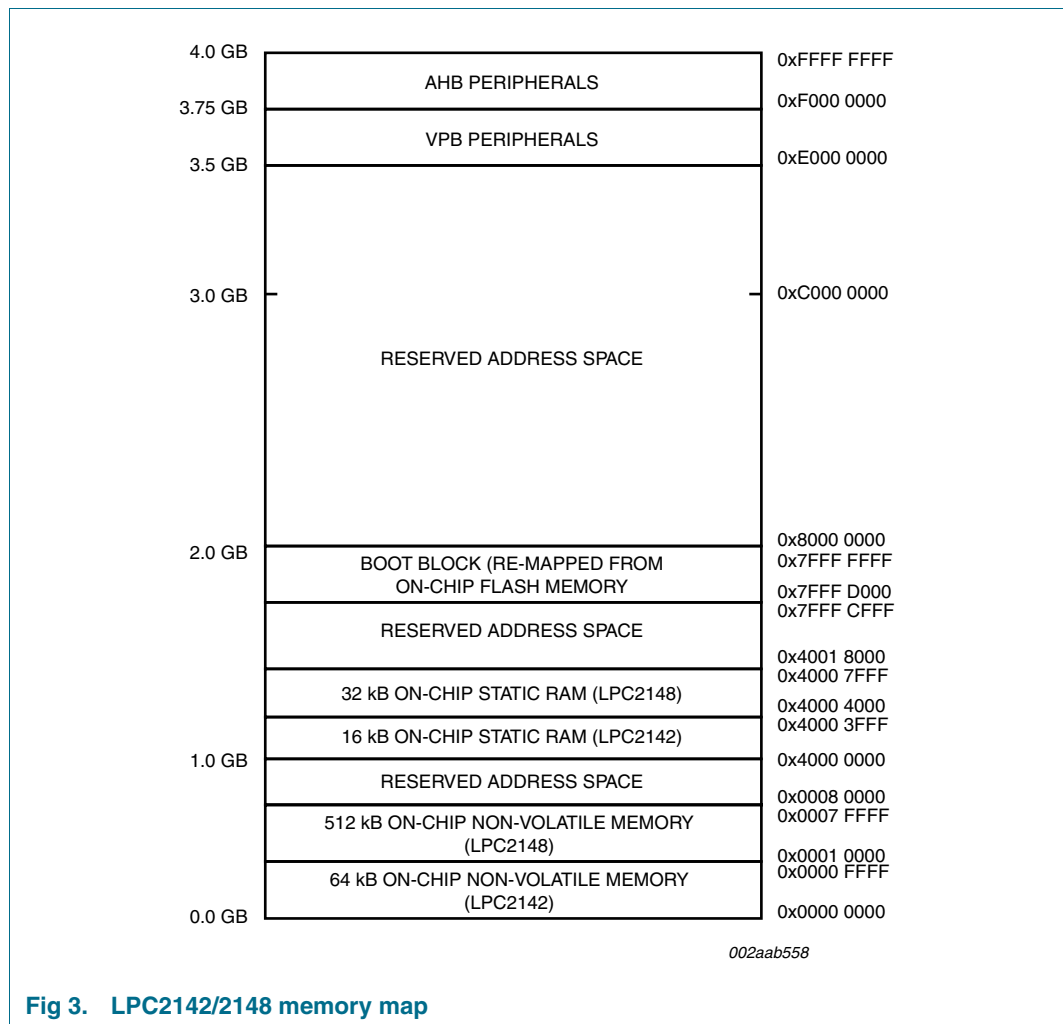 4.0 GB
0xFFFF FFFF
AHB PERIPHERALS
3.75 GB
0xF000 0000
VPB PERIPHERALS
3.5 GB
0xE000 0000
3.0 GB
0xC000 0000
RESERVED ADDRESS SPACE
2.0 GB
0x8000 0000
0x7FFF FFFF
BOOT BLOCK (RE-MAPPED FROM
ON-CHIP FLASH MEMORY
0x7FFF D000
0x7FFF CFFF
RESERVED ADDRESS SPACE
0x4001 8000
0x4000 7FFF
32 kB ON-CHIP STATIC RAM (LPC2148)
0x4000 4000
0x4000 3FFF
16 kB ON-CHIP STATIC RAM (LPC2142)
1.0 GB
0x4000 0000
RESERVED ADDRESS SPACE
0x0008 0000
0x0007 FFFF
512 kB ON-CHIP NON-VOLATILE MEMORY
(LPC2148)
0x0001 0000
0x0000 FFFF
64 kB ON-CHIP NON-VOLATILE MEMORY
(LPC2142)
0.0 GB
0x0000 0000
002aab558
Fig 3. LPC2142/2148 memory map